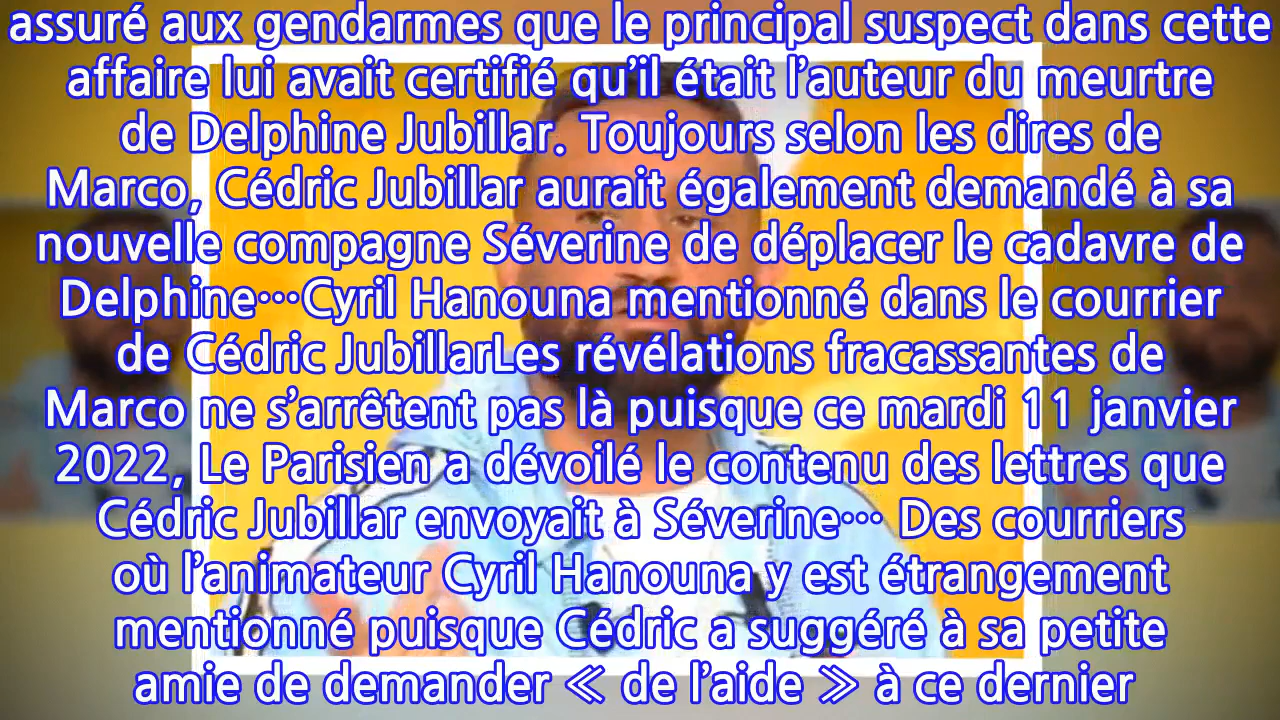 assuré aux gendarmes que le principal suspect dans cette
affaire lui avait certifié qu’il était l’auteur du meurtre
de Delphine Jubillar. Toujours selon les dires de
Marco, Cédric Jubillar aurait également demandé à sa
nouvelle compagne Séverine de déplacer le cadavre de
Delphine…Cyril Hanouna mentionné dans le courrier
de Cédric JubillarLes révélations fracassantes de
Marco ne s’arrêtent pas là puisque ce mardi 11 janvier
2022, Le Parisien a dévoilé le contenu des lettres que
Cédric Jubillar envoyait à Séverine… Des courriers
où l’animateur Cyril Hanouna y est étrangement
mentionné puisque Cédric a suggéré à sa petite
amie de demander « de l’aide » à ce dernier